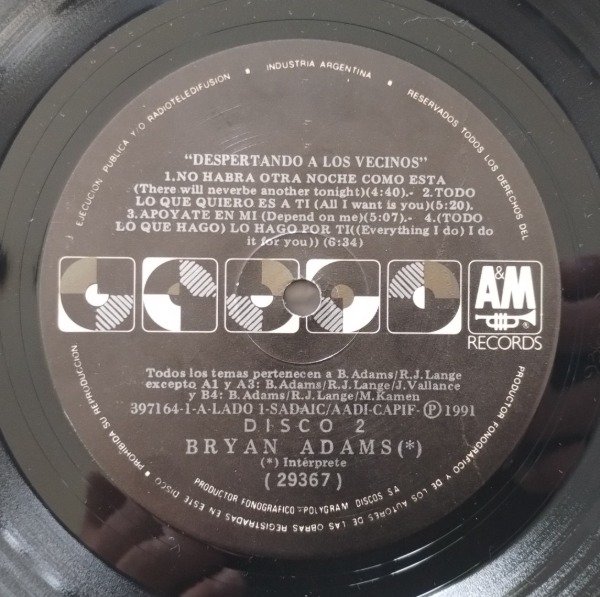 INDUSTRIA ARGENTINA
RESERVADOS TODOS LOS DERECHOS DEL
PRODUCTOR FONOGRAFICO Y DE LOS AUTORES DE LAS OBRAS REGISTRADAS EN ESTE DISCO
PROHIBIDA SU REPRODUCCION,
EJECUCION PUBLICA Y/O RADIOTELEDIFUSION
"DESPERTANDO A LOS VECINOS"
1.NO HABRA OTRA NOCHE COMO ESTA
(There will neverbe another tonight)(4:40).- 2.TODO
LO QUE QUIERO ES A TI (All I want is you)(5:20).
3.APOYATE EN MI (Depend on me)(5:07).- 4.(TODO
LO QUE HAGO) LO HAGO POR TI((Everything I do) I do
it for you)) (6:34)
A&M
RECORDS
Todos los temas pertenecen a B.Adams/R.J.Lange
excepto A1 y A3: B.Adams/R.J.Lange/J.Vallance
y B4: B.Adams/R.J.Lange/M.Kamen
397164-1-A-LADO 1-SADAIC/AADI-CAPIF-Ⓟ 1991
DISCO 2
BRYAN ADAMS(*)
(*) Intérprete
(29367)
PRODUCTOR FONOGRAFICO =POLYGRAM DISCOS S A